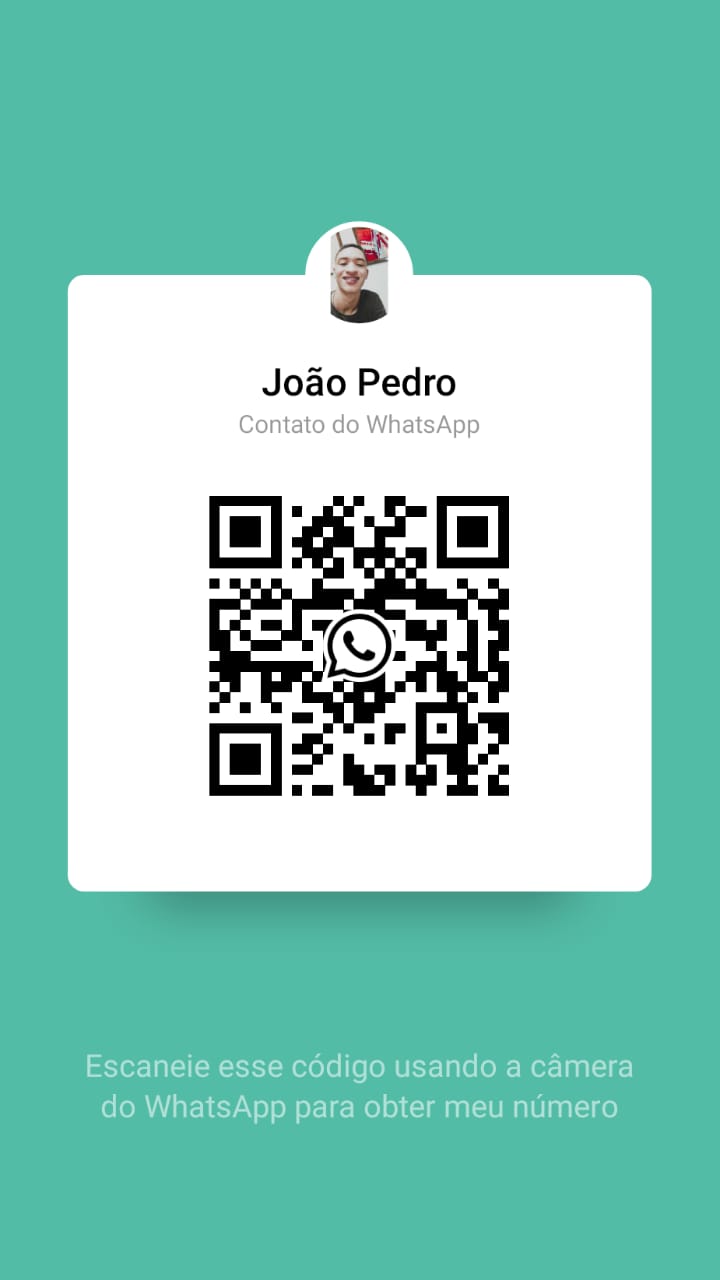 João Pedro
Contato do WhatsApp
Escaneie esse código usando a câmera
do WhatsApp para obter meu número